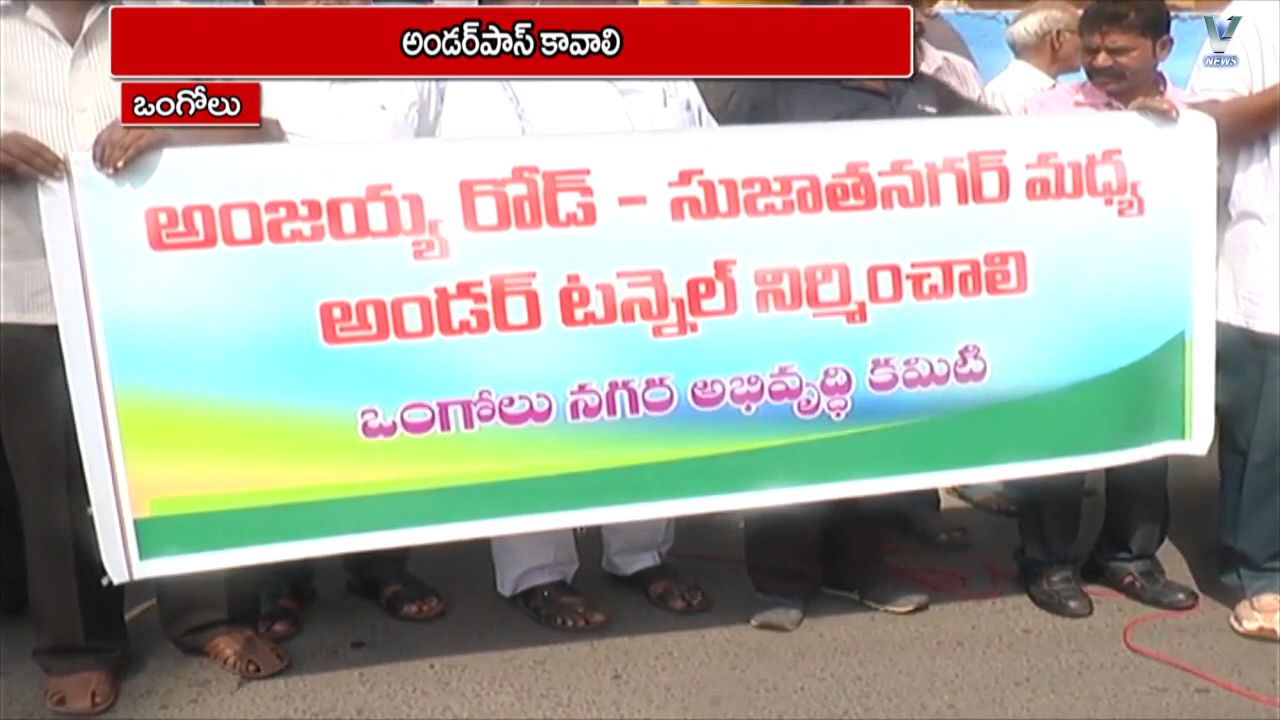 అండర్‌పాస్ కావాలి
V
NEWS
ఒంగోలు
అంజయ్య రోడ్ - సుజాతనగర్ మధ్య
అండర్ టన్నెల్ నిర్మించాలి
ఒంగోలు నగర అభివృద్ధి కమిటి